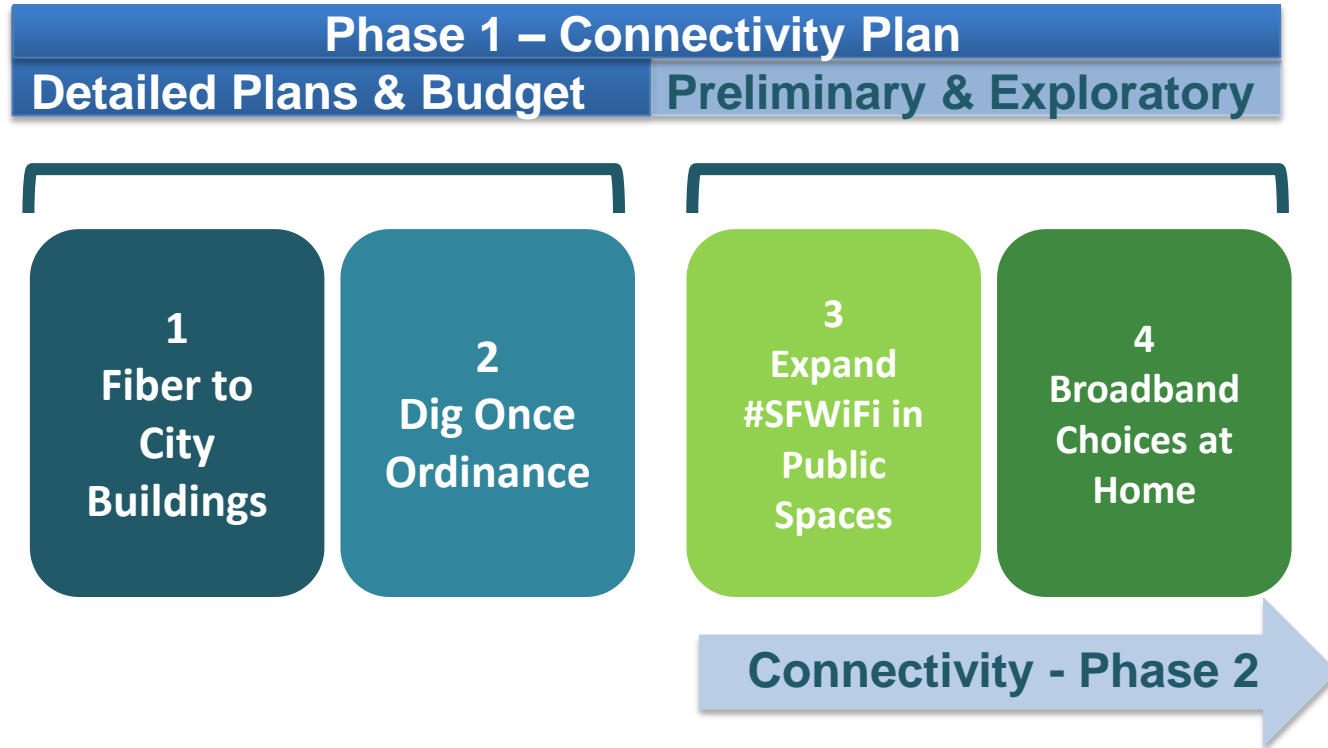 Phase 1 – Connectivity Plan
Detailed Plans & Budget
Preliminary & Exploratory
1
Fiber to
City
Buildings
2
Dig Once
Ordinance
3
Expand
#SFWiFi in
Public
Spaces
4
Broadband
Choices at
Home
Connectivity - Phase 2